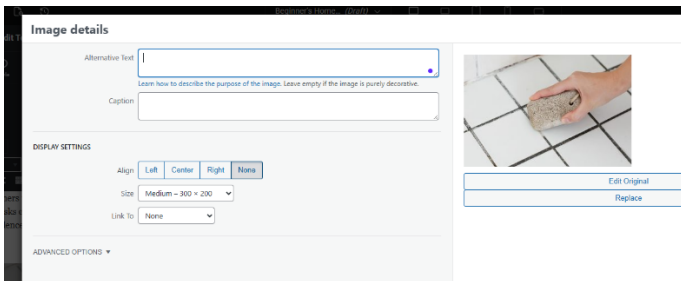 Beginner's Home... (Draft)
Image details
Alternative Text
Learn how to describe the purpose of the image. Leave empty if the image is purely decorative.
Caption
DISPLAY SETTINGS
Align Left Center Right None
Size Medium – 300 × 200
Link To None
Edit Original
Replace
ADVANCED OPTIONS